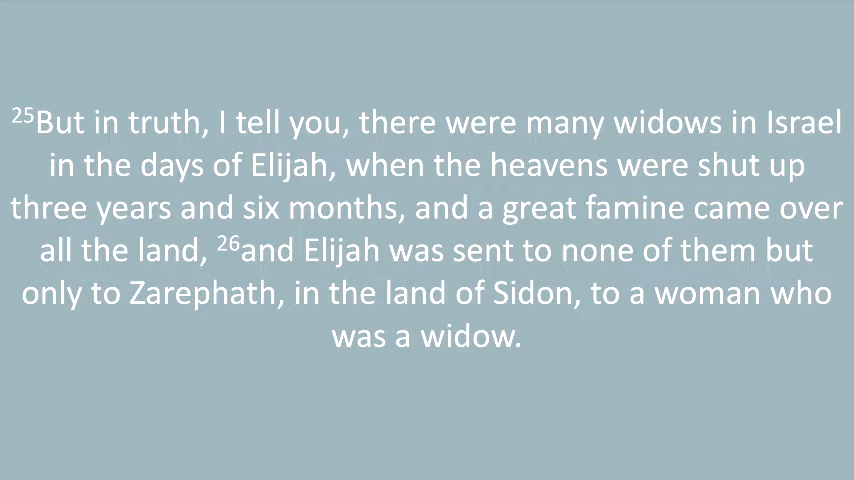 25But in truth, I tell you, there were many widows in Israel
in the days of Elijah, when the heavens were shut up
three years and six months, and a great famine came over
all the land, 26and Elijah was sent to none of them but
only to Zarephath, in the land of Sidon, to a woman who
was a widow.